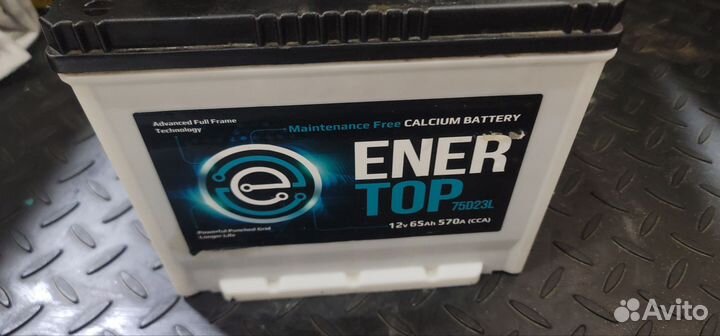 Advanced Full Frame
Technology
Maintenance Free CALCIUM BATTERY
e
ENER
TOP
75D23L
12v 65Ah 570A (CCA)
Powerful Punched Grid
Longer Life
Avito